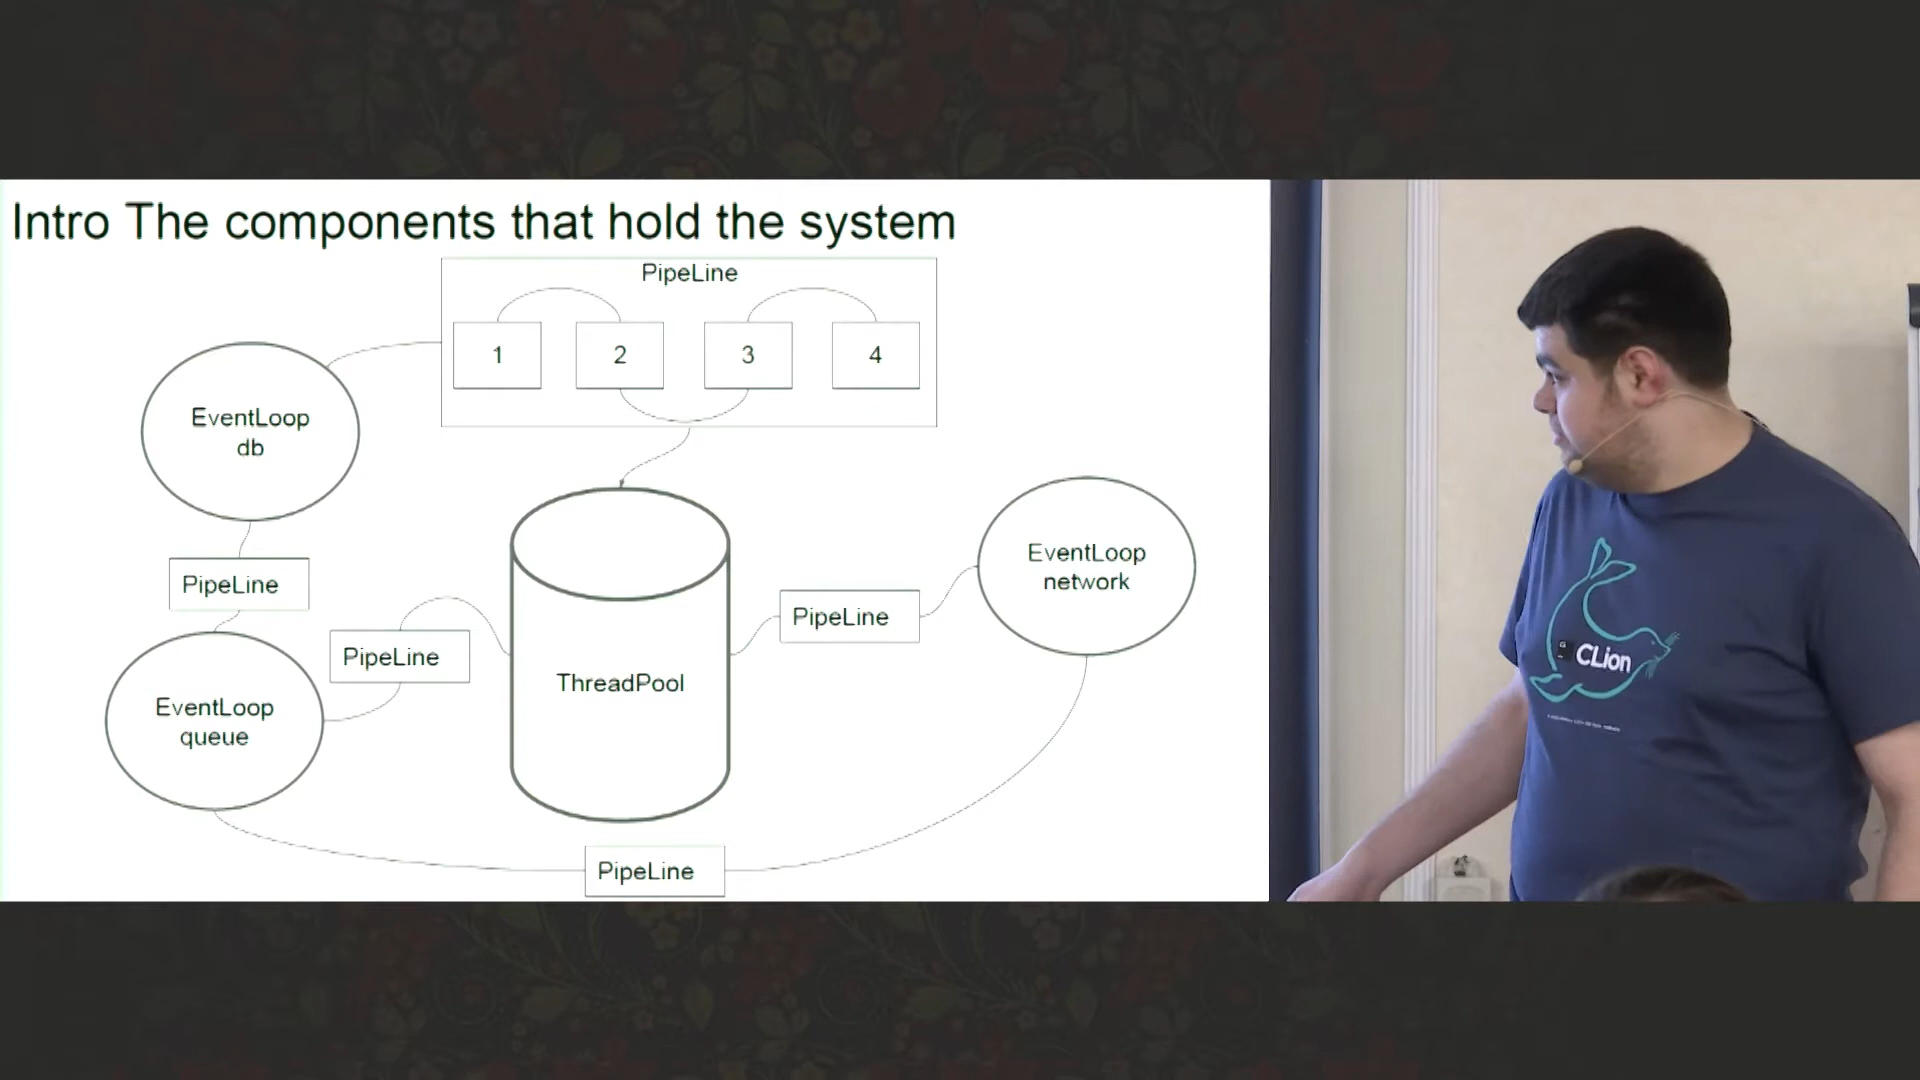 Intro The components that hold the system
PipeLine
1
2
3
4
EventLoop
db
PipeLine
PipeLine
EventLoop
queue
ThreadPool
PipeLine
EventLoop
network
PipeLine
CLion